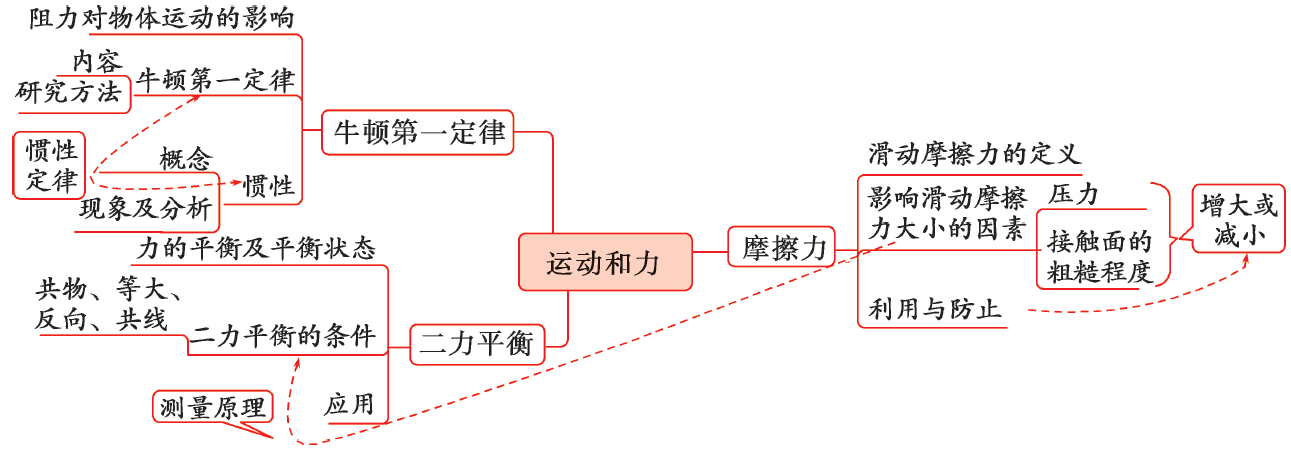 阻力对物体运动的影响
内容
研究方法
牛顿第一定律
惯性
定律
概念
现象及分析
惯性
牛顿第一定律
力的平衡及平衡状态
共物、等大、
反向、共线
二力平衡的条件
测量原理
应用
二力平衡
运动和力
摩擦力
滑动摩擦力的定义
影响滑动摩擦
力大小的因素
压力
接触面的
粗糙程度
利用与防止
增大或
减小